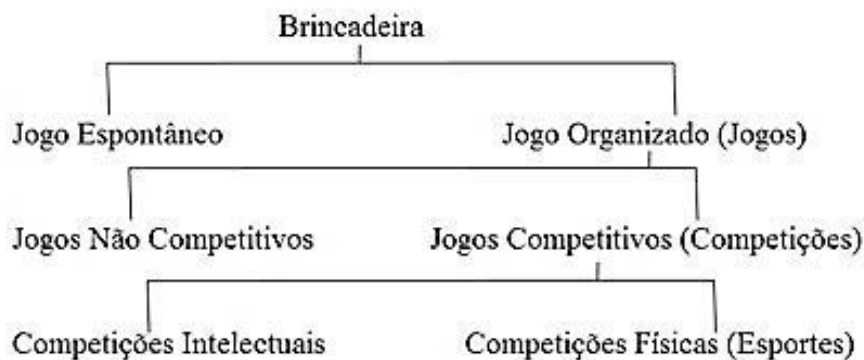 Brincadeira
Jogo Espontâneo Jogo Organizado (Jogos)
Jogos Não Competitivos Jogos Competitivos (Competições)
Competições Intelectuais Competições Físicas (Esportes)